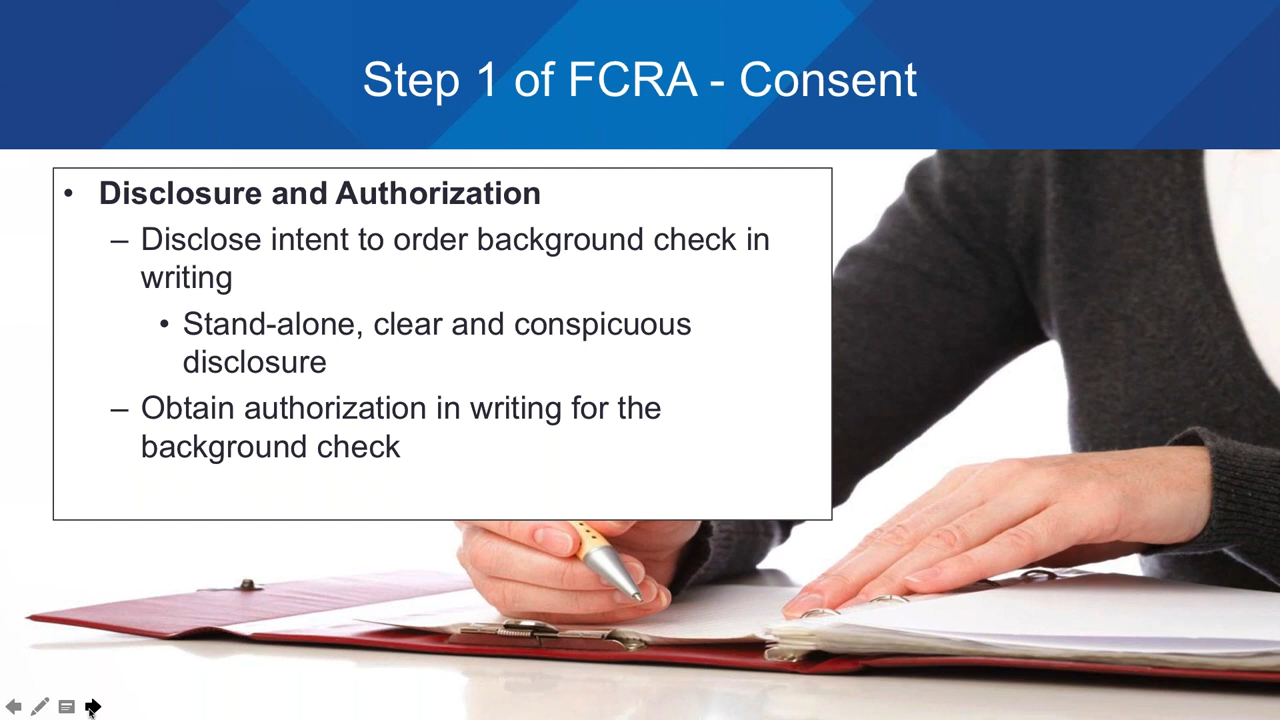 Step 1 of FCRA - Consent
• Disclosure and Authorization
– Disclose intent to order background check in
writing
• Stand-alone, clear and conspicuous
disclosure
– Obtain authorization in writing for the
background check